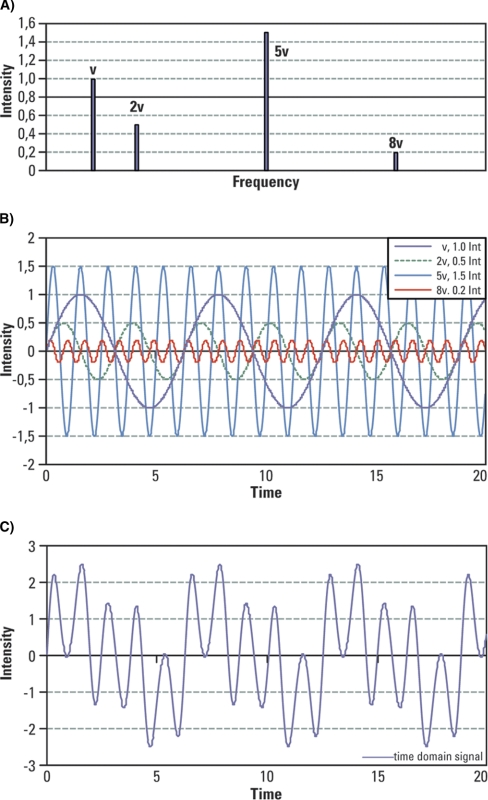 A)
1,6
1,4
1,2
1,0
0,8
0,6
0,4
0,2
0
Intensity
v
2v
5v
8v
Frequency
B)
2
1,5
1
0,5
0
-0,5
-1
-1,5
-2
Intensity
v, 1.0 Int
2v, 0.5 Int
5v, 1.5 Int
8v. 0.2 Int
0 5 10 15 20
Time
C)
3
2
1
0
-1
-2
-3
Intensity
time domain signal
0 5 10 15 20
Time